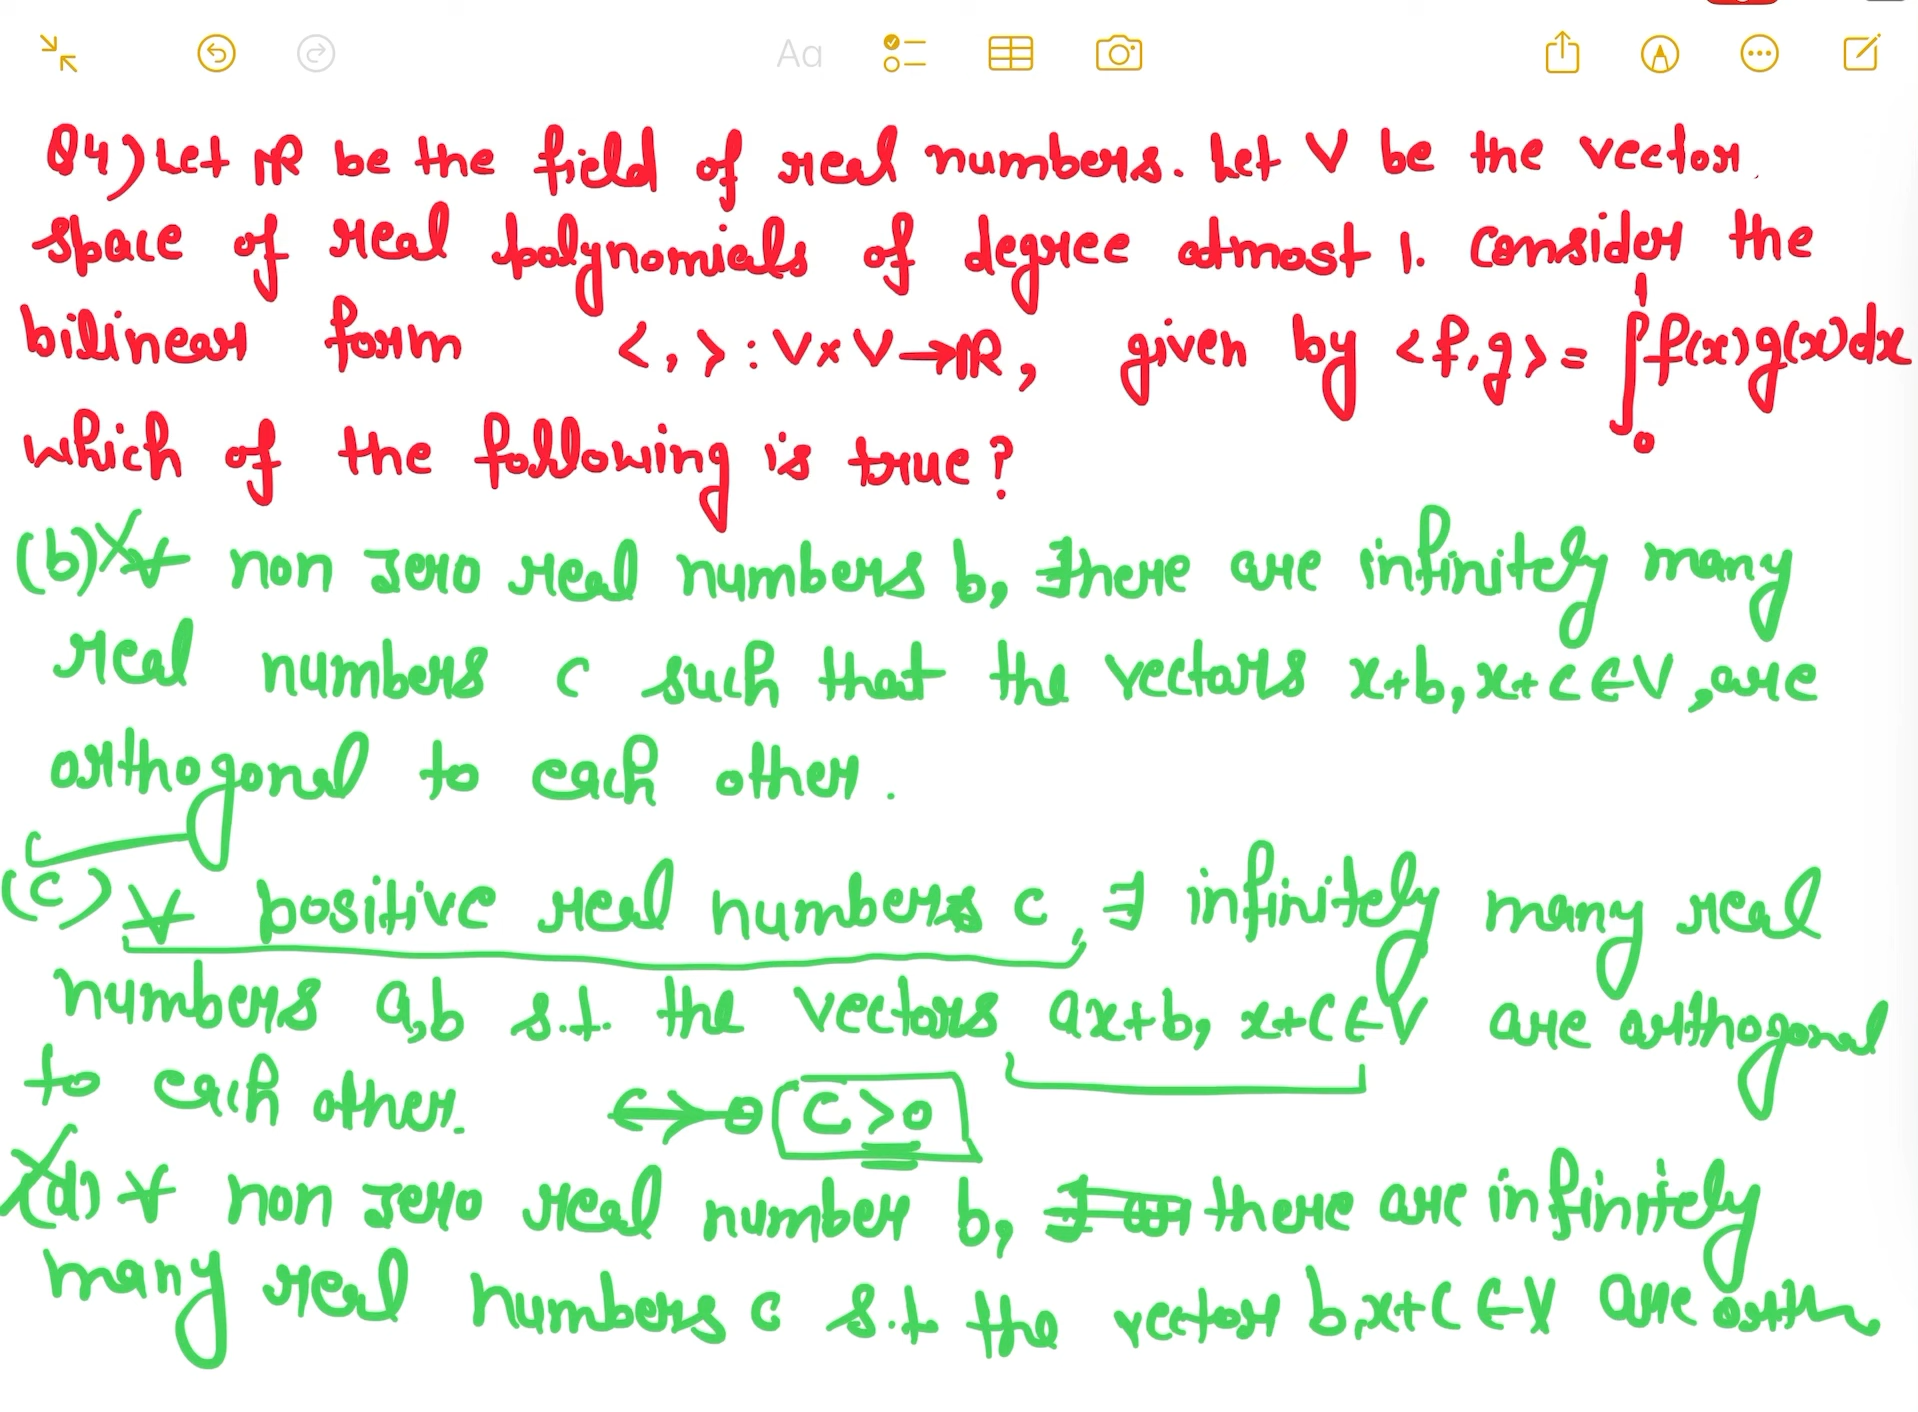 Aa
Q4) Let IR be the field of real numbers. Let V be the vector
space of real polynomials of degree atmost 1. Consider the
bilinear form <,>: V×V→IR, given by <f,g> = ∫₀¹ f(x)g(x)dx
which of the following is true?
(b) ∀ non zero real numbers b, there are infinitely many
real numbers c such that the vectors x+b, x+c ∈ V, are
orthogonal to each other.
(c) ∀ positive real numbers c, ∃ infinitely many real
numbers a,b s.t. the vectors ax+b, x+c ∈ V are orthogonal
to each other. c>0
(d) ∀ non zero real number b, there are infinitely
many real numbers c s.t the vector b, x+c ∈ V are orth